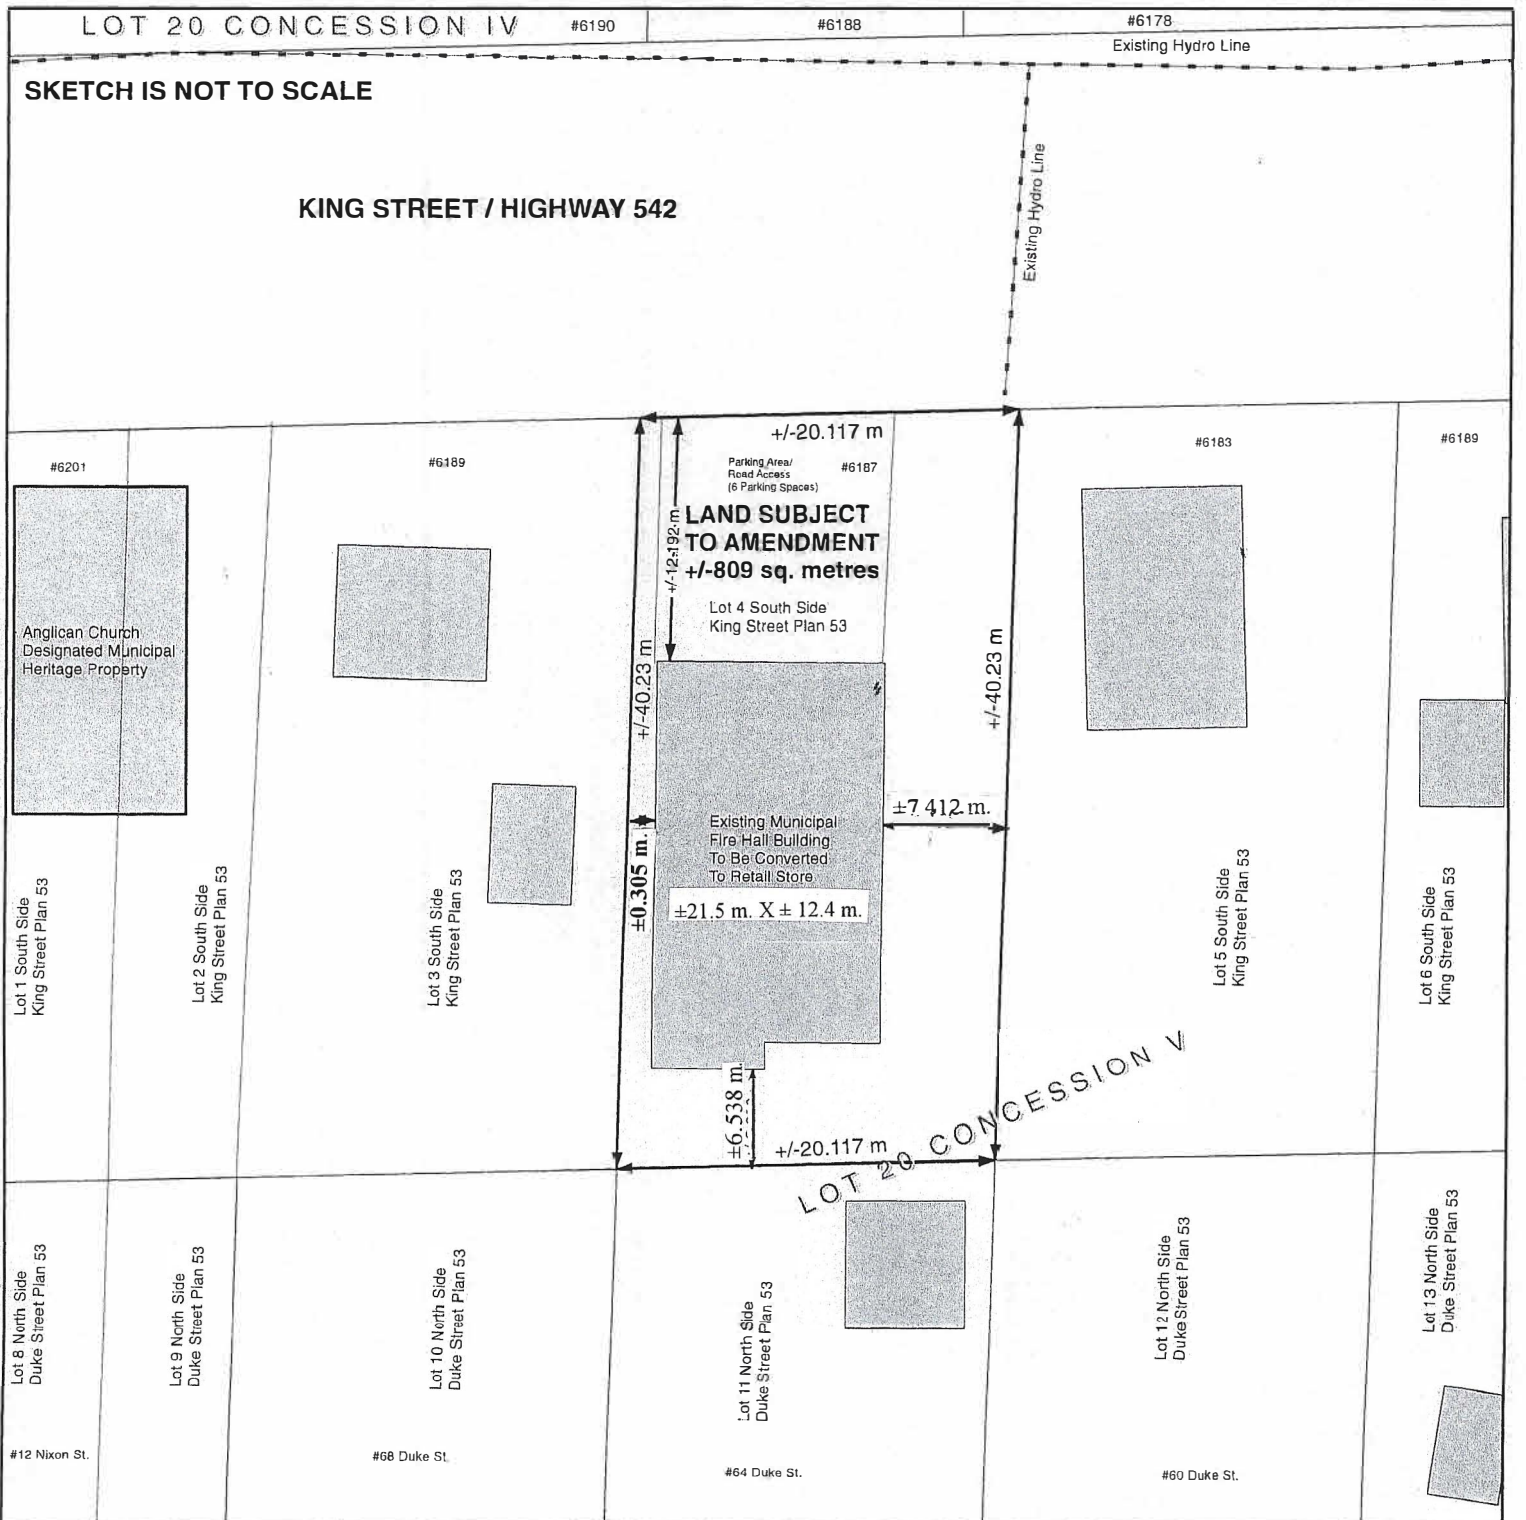 LOT 20 CONCESSION IV
#6190
#6188
#6178
Existing Hydro Line
SKETCH IS NOT TO SCALE
KING STREET / HIGHWAY 542
Existing Hydro Line
#6201
#6189
+/-20.117 m
Parking Area/
Road Access
(6 Parking Spaces)
#6187
#6183
#6189
LAND SUBJECT
TO AMENDMENT
+/-809 sq. metres
+/-12.192 m
Lot 4 South Side
King Street Plan 53
Anglican Church
Designated Municipal
Heritage Property
+/-40.23 m
+/-40.23 m
±7.412 m.
±0.305 m.
Existing Municipal
Fire Hall Building
To Be Converted
To Retail Store
±21.5 m. X ± 12.4 m.
Lot 1 South Side
King Street Plan 53
Lot 2 South Side
King Street Plan 53
Lot 3 South Side
King Street Plan 53
Lot 5 South Side
King Street Plan 53
Lot 6 South Side
King Street Plan 53
±6.538 m.
+/-20.117 m
LOT 20 CONCESSION V
Lot 8 North Side
Duke Street Plan 53
Lot 9 North Side
Duke Street Plan 53
Lot 10 North Side
Duke Street Plan 53
Lot 11 North Side
Duke Street Plan 53
Lot 12 North Side
Duke Street Plan 53
Lot 13 North Side
Duke Street Plan 53
#12 Nixon St.
#68 Duke St.
#64 Duke St.
#60 Duke St.